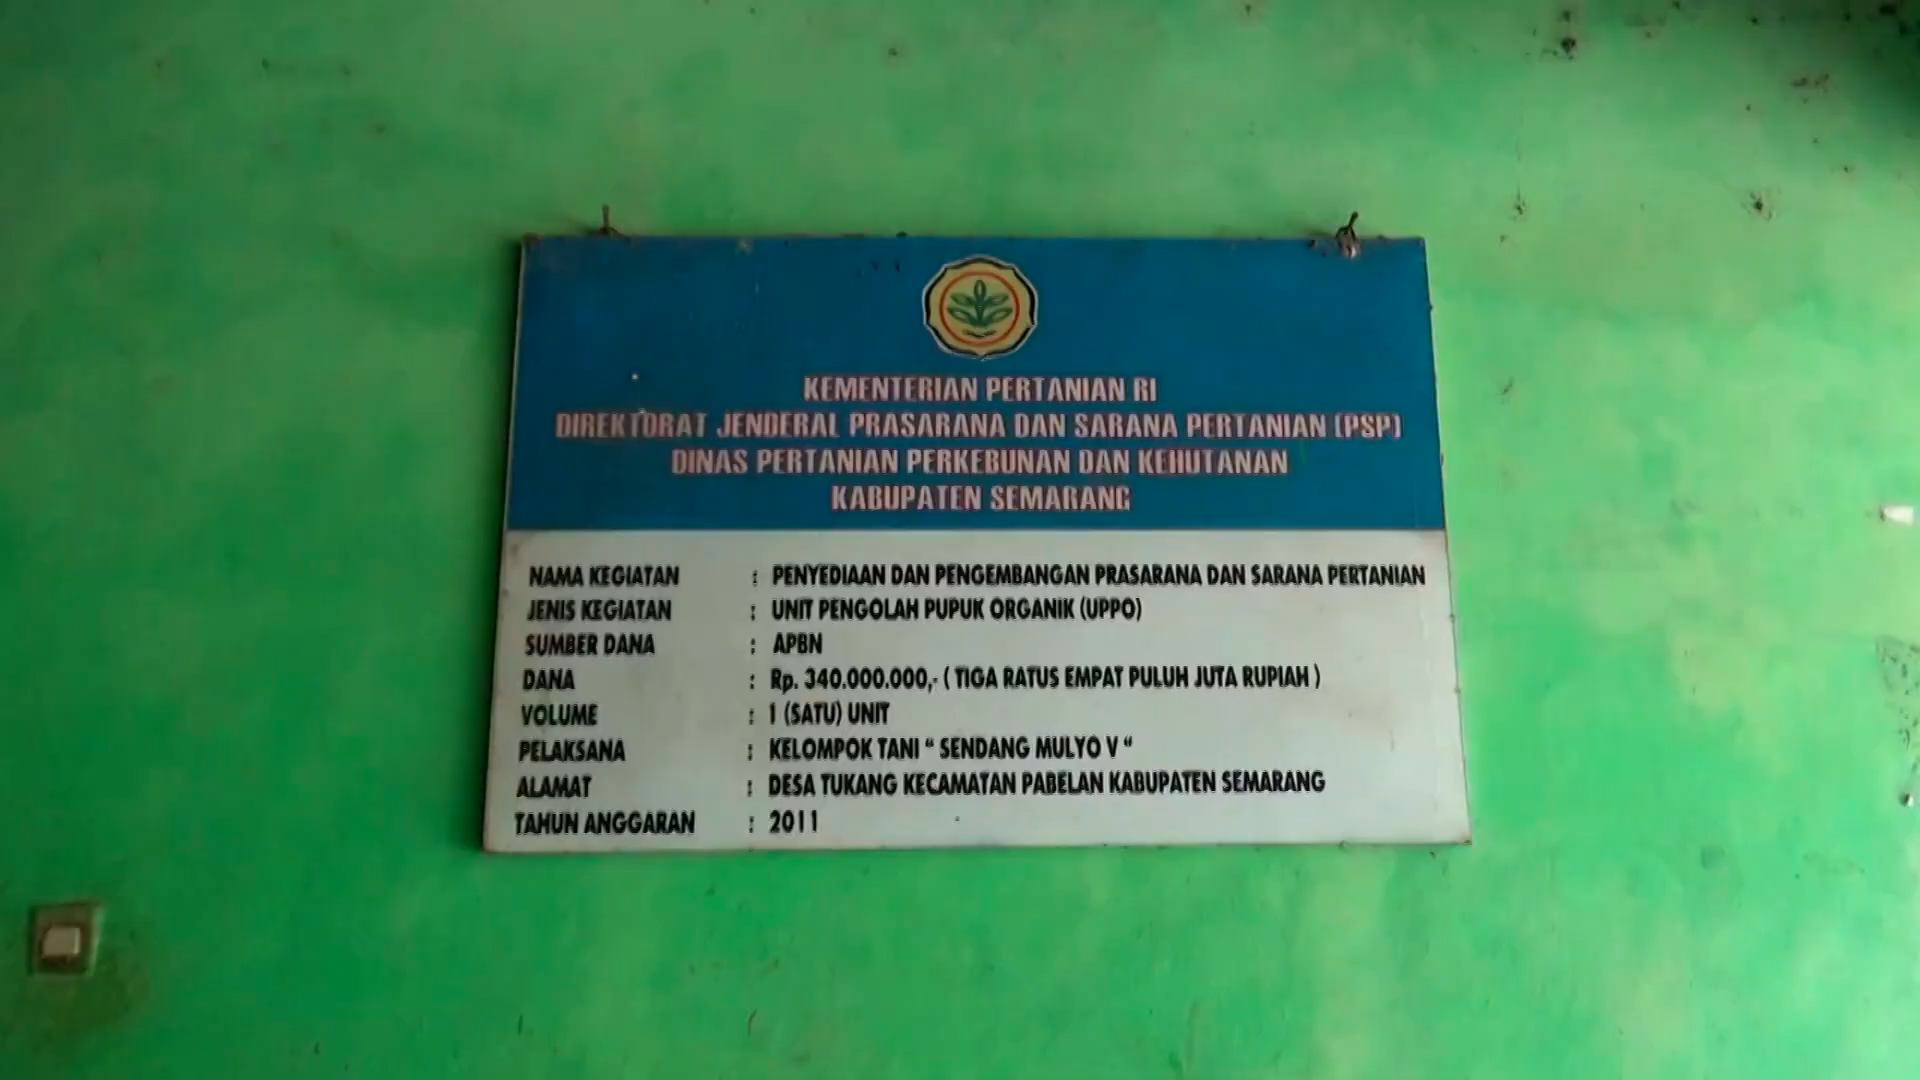 KEMENTERIAN PERTANIAN RI
DIREKTORAT JENDERAL PRASARANA DAN SARANA PERTANIAN (PSP)
DINAS PERTANIAN PERKEBUNAN DAN KEHUTANAN
KABUPATEN SEMARANG
NAMA KEGIATAN : PENYEDIAAN DAN PENGEMBANGAN PRASARANA DAN SARANA PERTANIAN
JENIS KEGIATAN : UNIT PENGOLAH PUPUK ORGANIK (UPPO)
SUMBER DANA : APBN
DANA : Rp. 340.000.000,- ( TIGA RATUS EMPAT PULUH JUTA RUPIAH )
VOLUME : 1 (SATU) UNIT
PELAKSANA : KELOMPOK TANI “ SENDANG MULYO V “
ALAMAT : DESA TUKANG KECAMATAN PABELAN KABUPATEN SEMARANG
TAHUN ANGGARAN : 2011